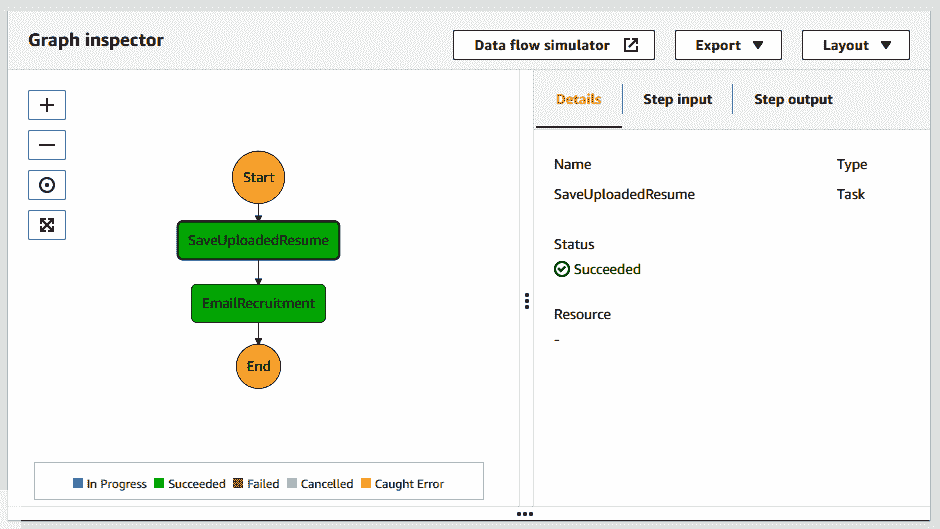 Graph inspector
Data flow simulator
Export
Layout
Details
Step input
Step output
Start
SaveUploadedResume
EmailRecruitment
End
Name
Type
SaveUploadedResume
Task
Status
Succeeded
Resource
-
In Progress Succeeded Failed Cancelled Caught Error